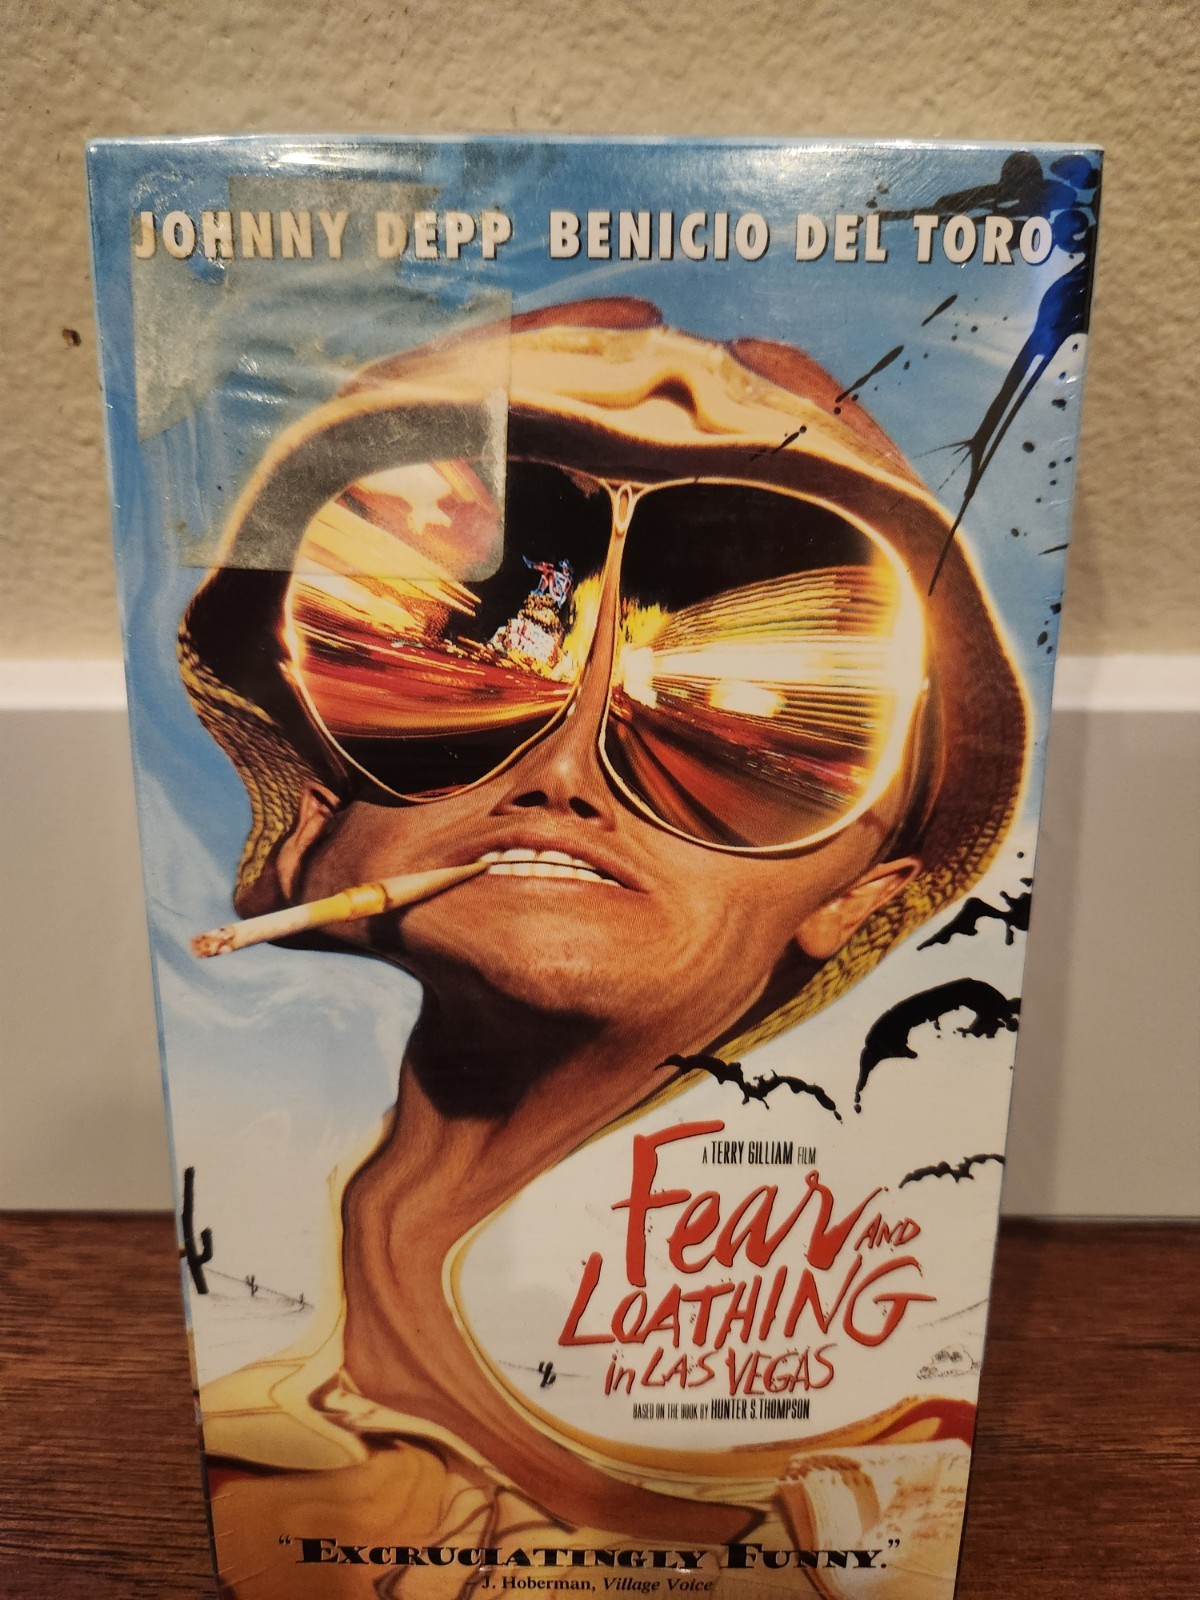 JOHNNY DEPP BENICIO DEL TORO
A TERRY GILLIAM FILM
Fear AND
LOATHING
in LAS VEGAS
BASED ON THE BOOK BY HUNTER S. THOMPSON
"EXCRUCIATINGLY FUNNY."
- J. Hoberman, Village Voice